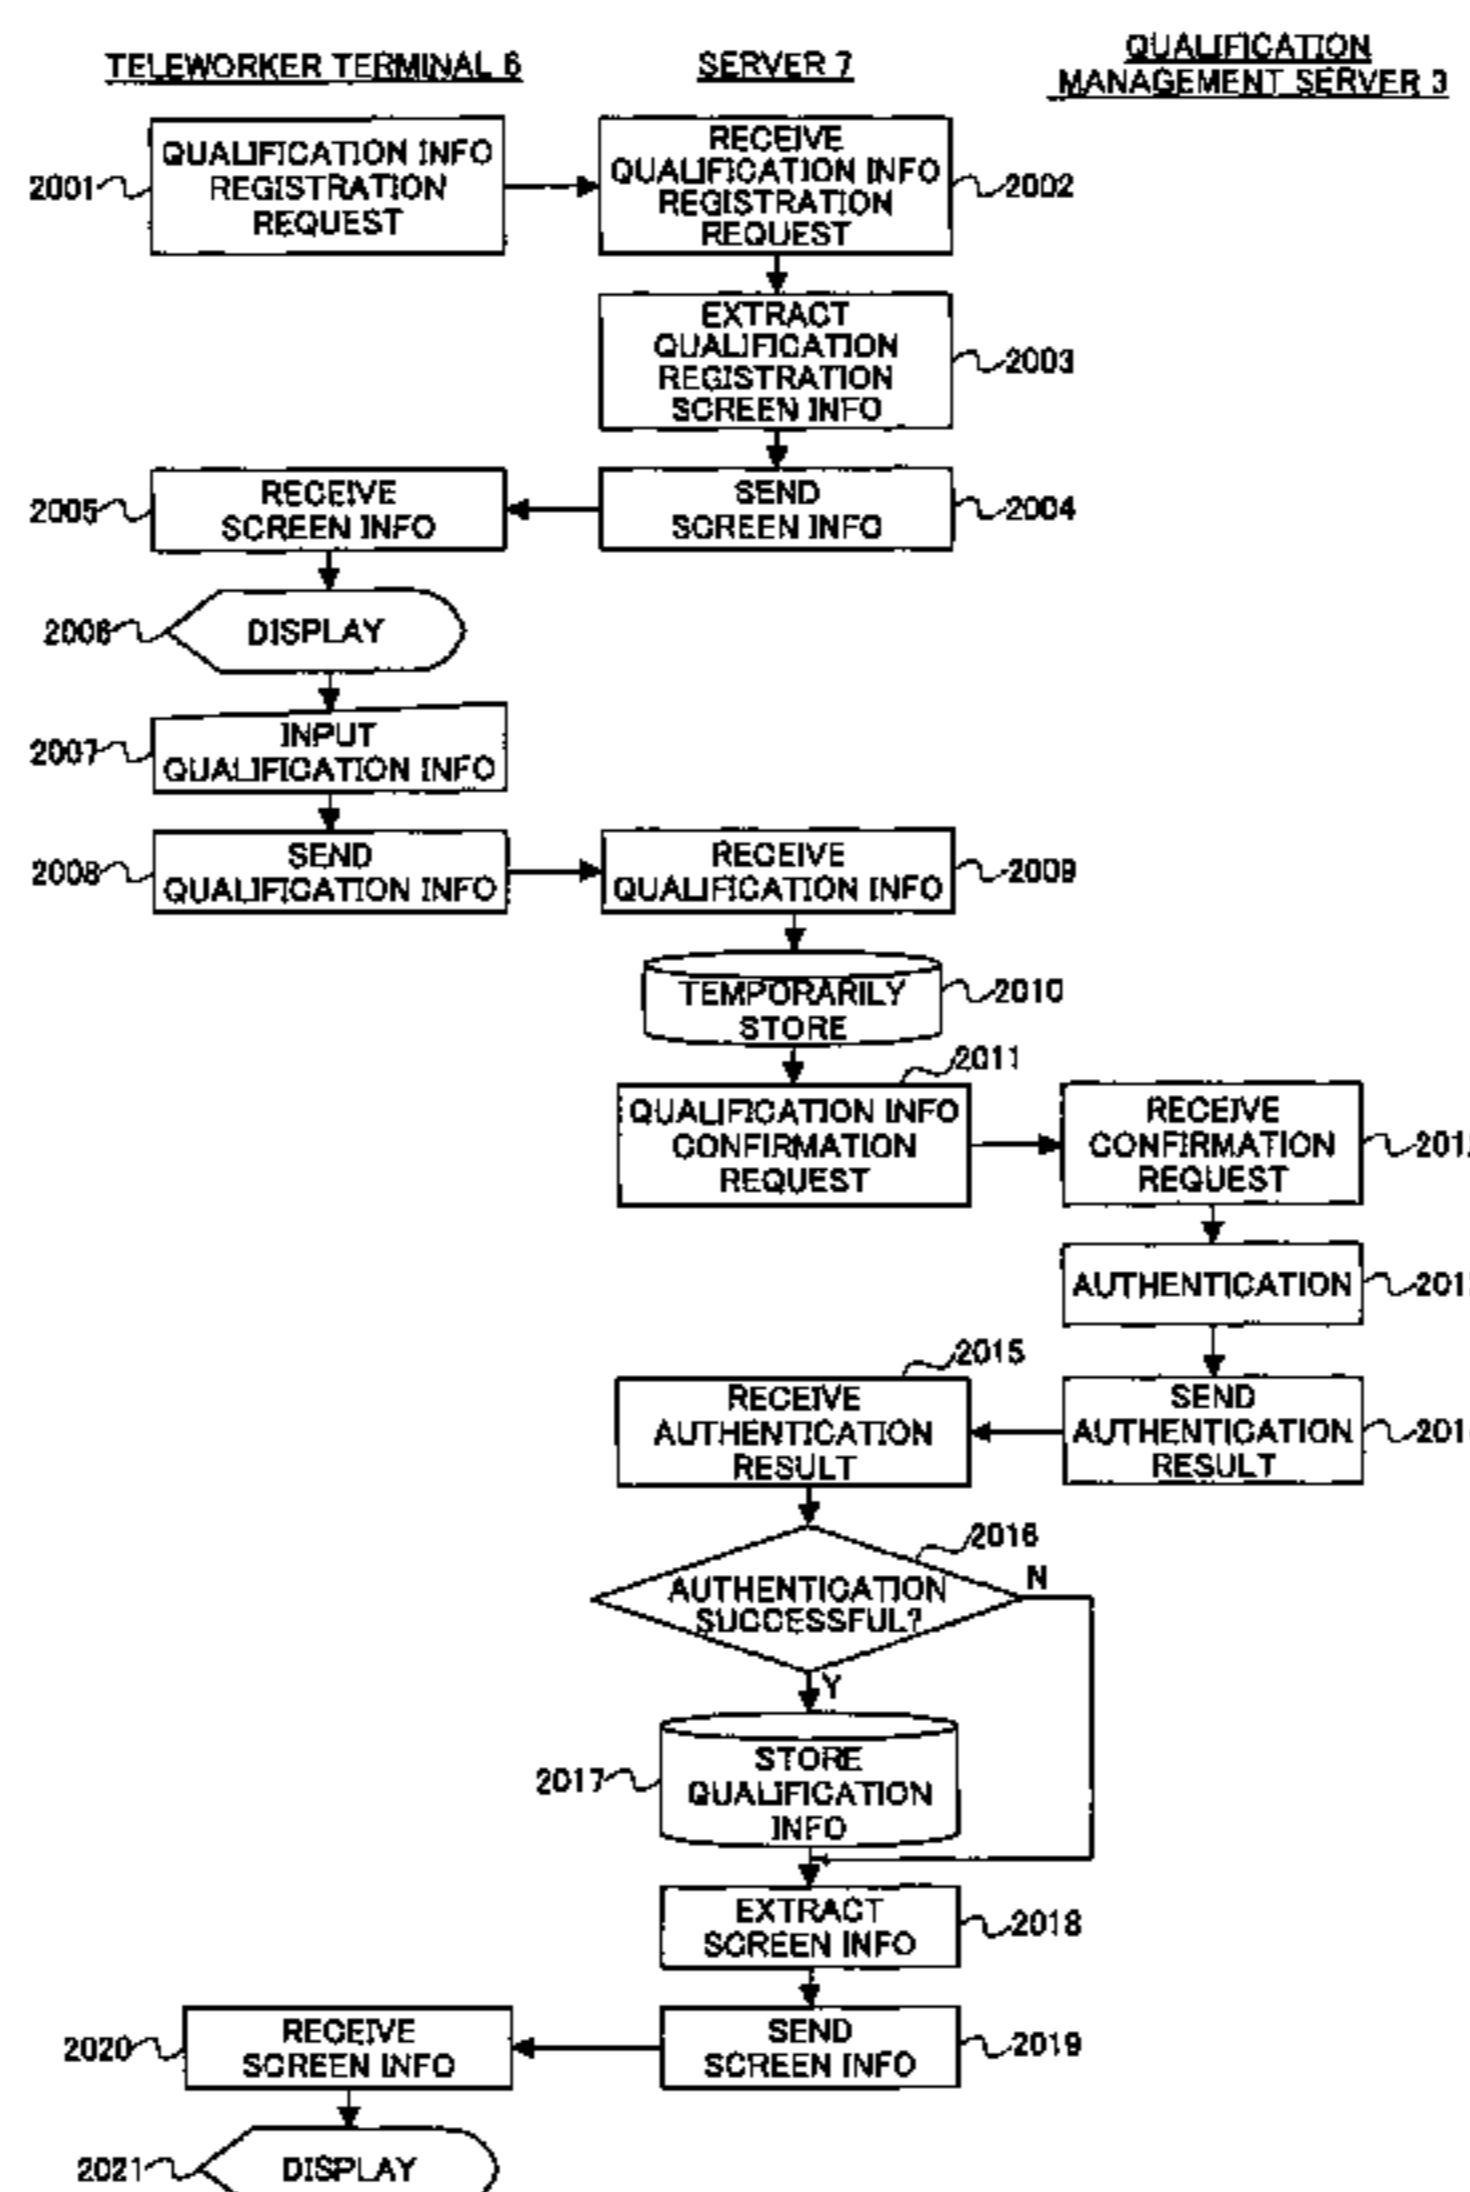 TELEWORKER TERMINAL 6
SERVER 7
QUALIFICATION
MANAGEMENT SERVER 3
2001
QUALIFICATION INFO
REGISTRATION
REQUEST
RECEIVE
QUALIFICATION INFO
REGISTRATION
REQUEST
2002
EXTRACT
QUALIFICATION
REGISTRATION
SCREEN INFO
2003
2005
RECEIVE
SCREEN INFO
SEND
SCREEN INFO
2004
2006
DISPLAY
2007
INPUT
QUALIFICATION INFO
2008
SEND
QUALIFICATION INFO
RECEIVE
QUALIFICATION INFO
2009
TEMPORARILY
STORE
2010
2011
QUALIFICATION INFO
CONFIRMATION
REQUEST
RECEIVE
CONFIRMATION
REQUEST
AUTHENTICATION
2015
RECEIVE
AUTHENTICATION
RESULT
SEND
AUTHENTICATION
RESULT
2016
AUTHENTICATION
SUCCESSFUL?
N
Y
2017
STORE
QUALIFICATION
INFO
EXTRACT
SCREEN INFO
2018
2020
RECEIVE
SCREEN INFO
SEND
SCREEN INFO
2019
2021
DISPLAY